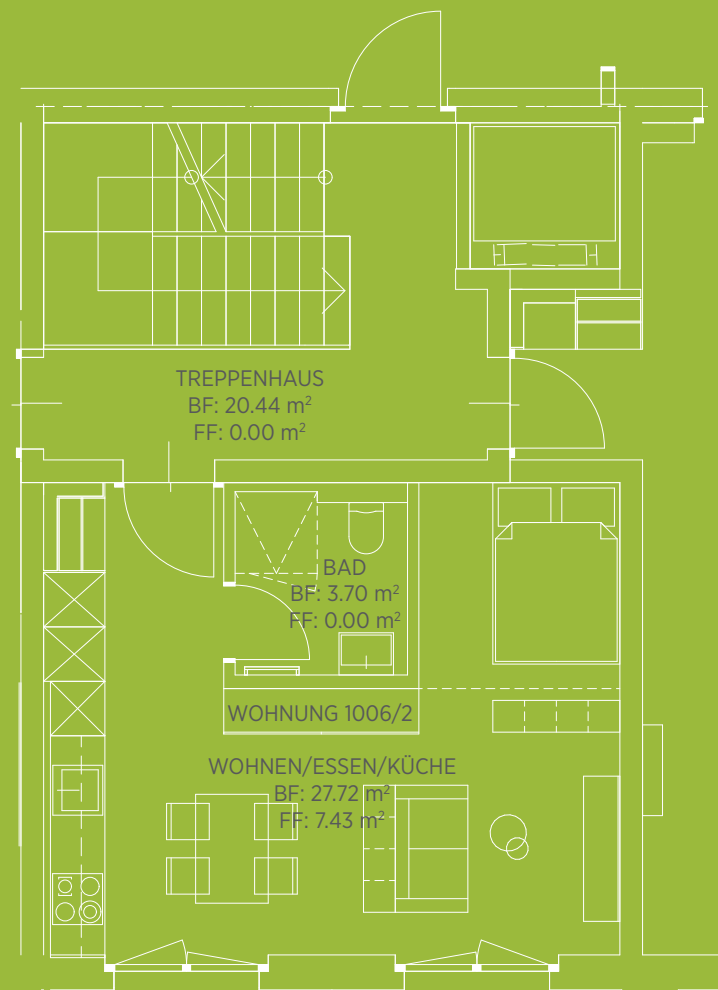 TREPPENHAUS
BF: 20.44 m²
FF: 0.00 m²
BAD
BF: 3.70 m²
FF: 0.00 m²
WOHNUNG 1006/2
WOHNEN/ESSEN/KÜCHE
BF: 27.72 m²
FF: 7.43 m²